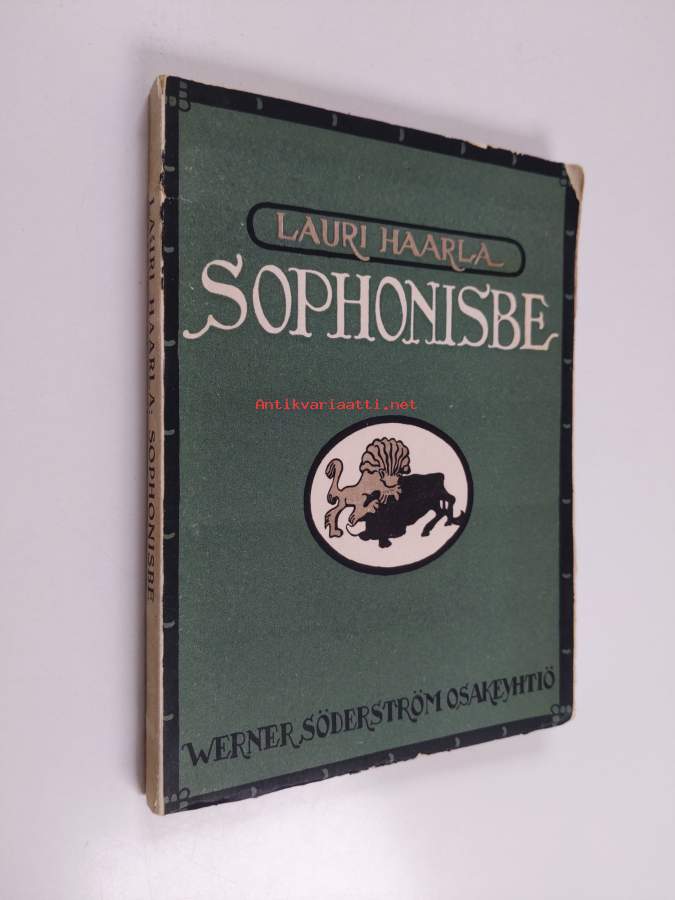 LAURI HAARLA
SOPHONISBE
Antikvariaatti.net
WERNER SÖDERSTRÖM OSAKEYHTIÖ
LAURI HAARLA: SOPHONISBE